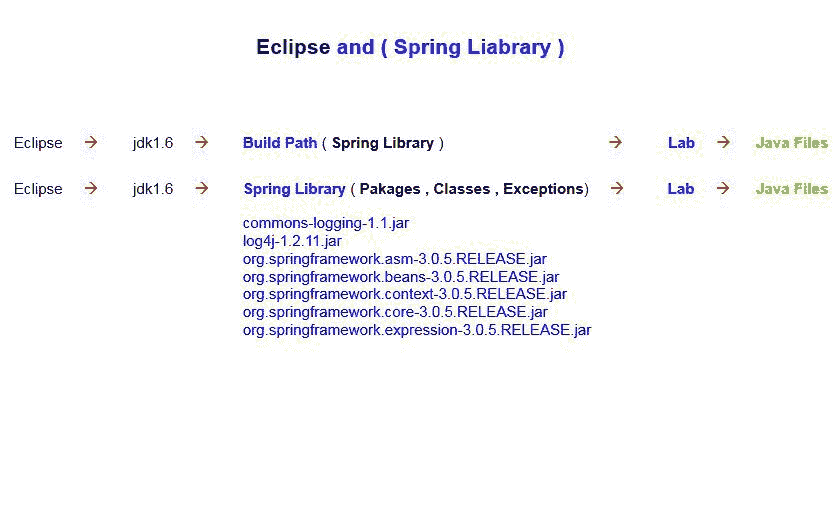 Eclipse and ( Spring Liabrary )
Eclipse → jdk1.6 → Build Path ( Spring Library ) → Lab → Java Files
Eclipse → jdk1.6 → Spring Library ( Pakages , Classes , Exceptions) → Lab → Java Files
commons-logging-1.1.jar
log4j-1.2.11.jar
org.springframework.asm-3.0.5.RELEASE.jar
org.springframework.beans-3.0.5.RELEASE.jar
org.springframework.context-3.0.5.RELEASE.jar
org.springframework.core-3.0.5.RELEASE.jar
org.springframework.expression-3.0.5.RELEASE.jar